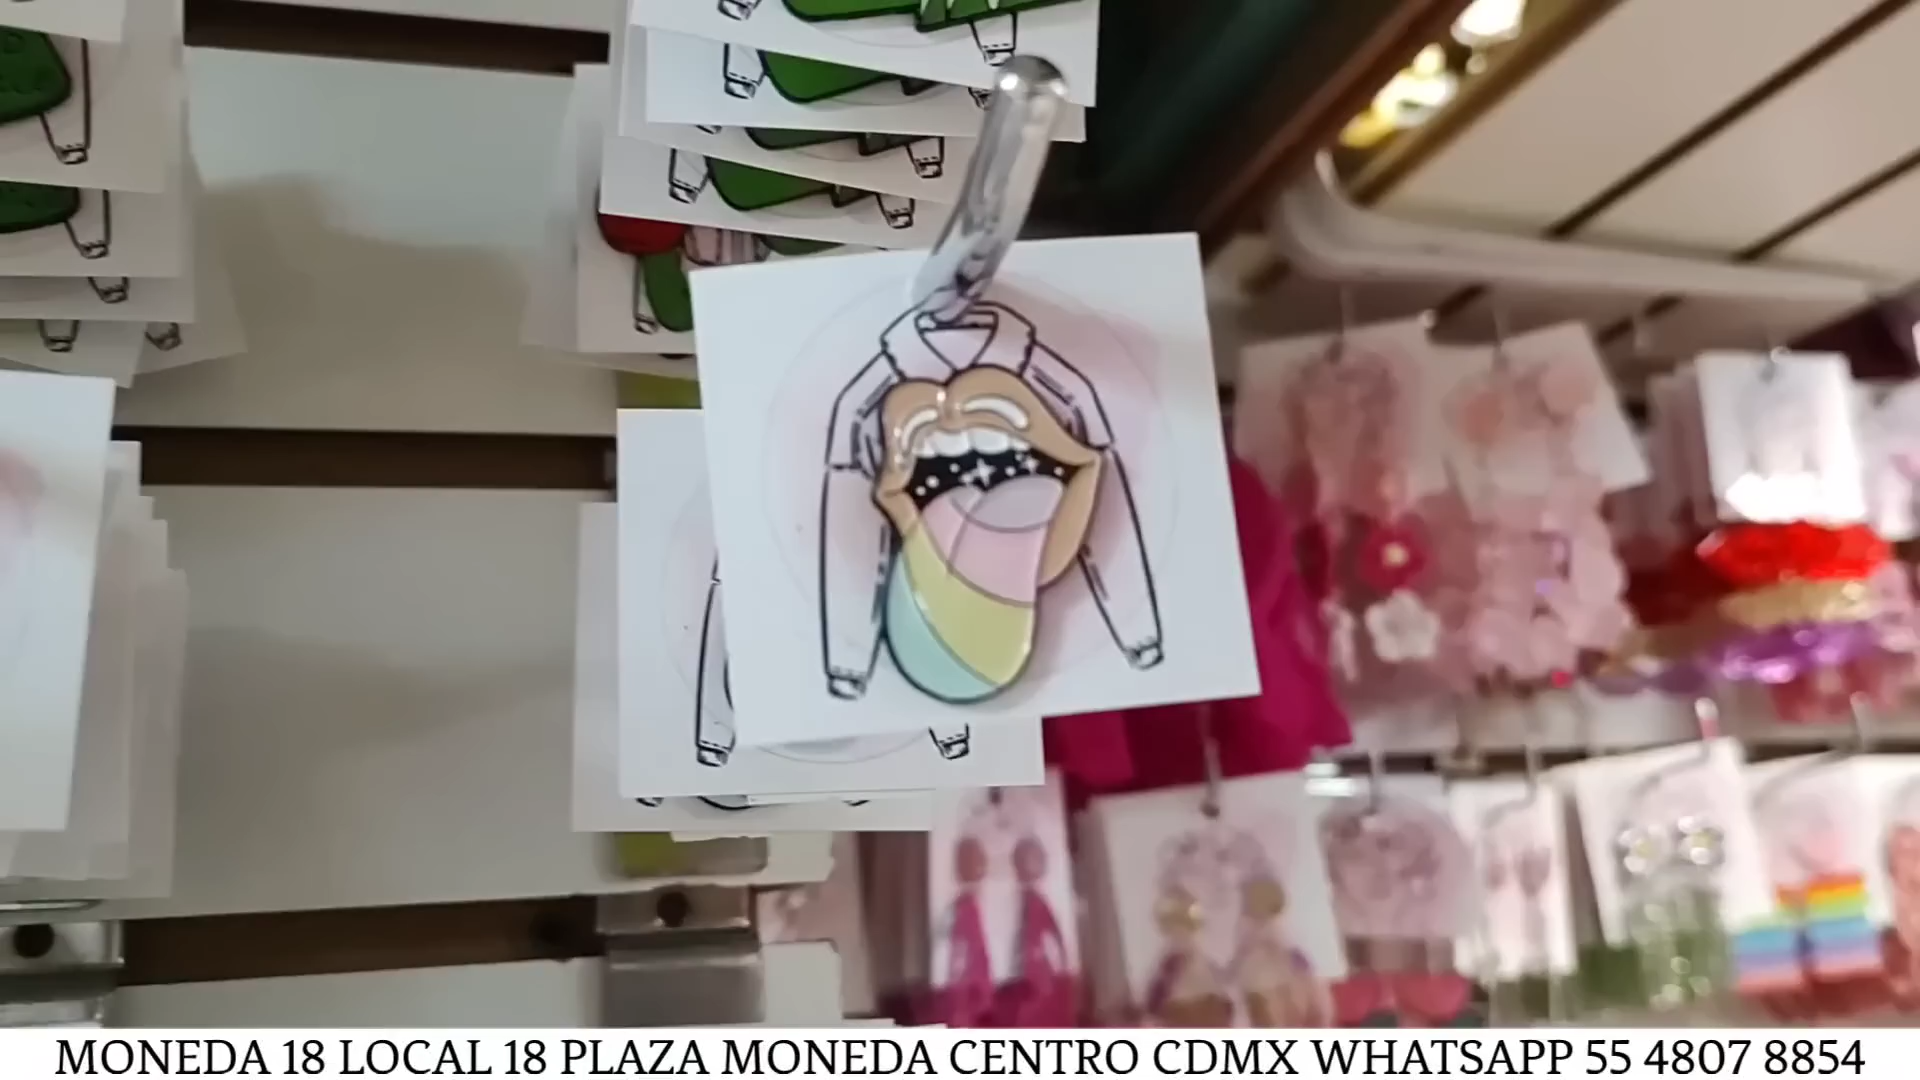 MONEDA 18 LOCAL 18 PLAZA MONEDA CENTRO CDMX WHATSAPP 55 4807 8854